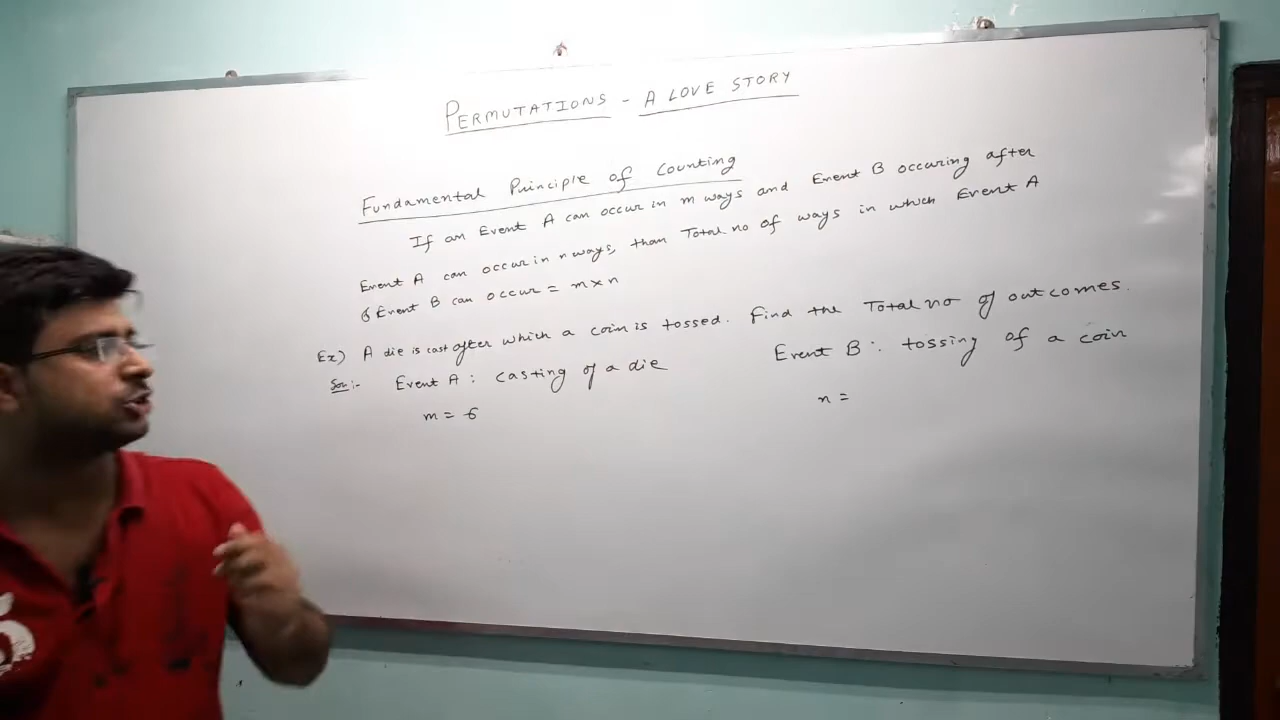 PERMUTATIONS - A LOVE STORY
Fundamental Principle of Counting
If an Event A can occur in m ways and Event B occuring after
Event A can occur in n ways, than Total no of ways in which Event A
& Event B can occur = m×n
Ex) A die is cast after which a coin is tossed. Find the Total no of outcomes.
Son:- Event A : casting of a die Event B : tossing of a coin
m = 6 n =